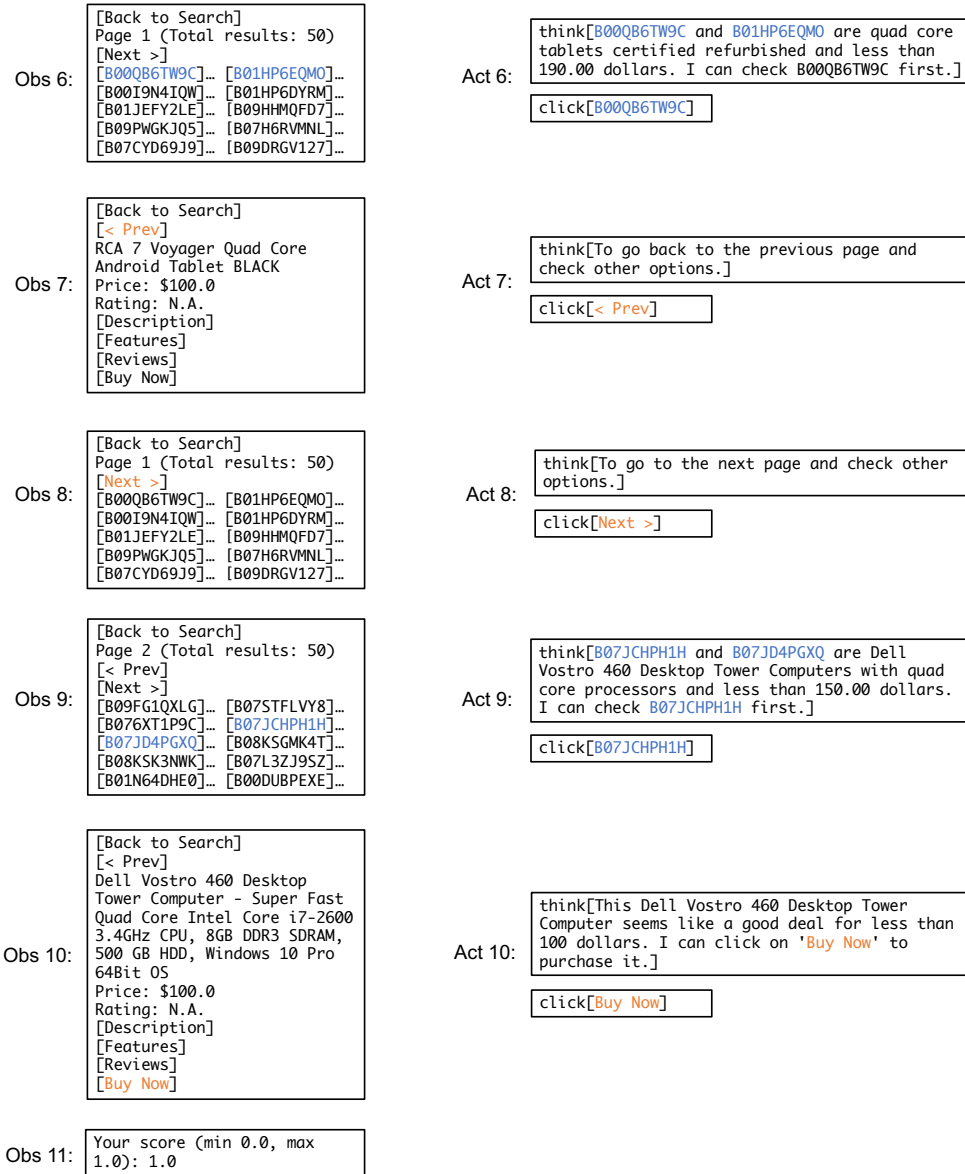 Obs 6:
[Back to Search]
Page 1 (Total results: 50)
[Next >]
[B00QB6TW9C]… [B01HP6EQMO]…
[B00I9N4IQW]… [B01HP6DYRM]…
[B01JEFY2LE]… [B09HHMQFD7]…
[B09PWGKJQ5]… [B07H6RVMNL]…
[B07CYD69J9]… [B09DRGV127]…
Act 6:
think[B00QB6TW9C and B01HP6EQMO are quad core
tablets certified refurbished and less than
190.00 dollars. I can check B00QB6TW9C first.]
click[B00QB6TW9C]
Obs 7:
[Back to Search]
[< Prev]
RCA 7 Voyager Quad Core
Android Tablet BLACK
Price: $100.0
Rating: N.A.
[Description]
[Features]
[Reviews]
[Buy Now]
Act 7:
think[To go back to the previous page and
check other options.]
click[< Prev]
Obs 8:
[Back to Search]
Page 1 (Total results: 50)
[Next >]
[B00QB6TW9C]… [B01HP6EQMO]…
[B00I9N4IQW]… [B01HP6DYRM]…
[B01JEFY2LE]… [B09HHMQFD7]…
[B09PWGKJQ5]… [B07H6RVMNL]…
[B07CYD69J9]… [B09DRGV127]…
Act 8:
think[To go to the next page and check other
options.]
click[Next >]
Obs 9:
[Back to Search]
Page 2 (Total results: 50)
[< Prev]
[Next >]
[B09FG1QXLG]… [B07STFLVY8]…
[B076XT1P9C]… [B07JCHPH1H]…
[B07JD4PGXQ]… [B08KSGMK4T]…
[B08KSK3NWK]… [B07L3ZJ9SZ]…
[B01N64DHE0]… [B00DUBPEXE]…
Act 9:
think[B07JCHPH1H and B07JD4PGXQ are Dell
Vostro 460 Desktop Tower Computers with quad
core processors and less than 150.00 dollars.
I can check B07JCHPH1H first.]
click[B07JCHPH1H]
Obs 10:
[Back to Search]
[< Prev]
Dell Vostro 460 Desktop
Tower Computer - Super Fast
Quad Core Intel Core i7-2600
3.4GHz CPU, 8GB DDR3 SDRAM,
500 GB HDD, Windows 10 Pro
64Bit OS
Price: $100.0
Rating: N.A.
[Description]
[Features]
[Reviews]
[Buy Now]
Act 10:
think[This Dell Vostro 460 Desktop Tower
Computer seems like a good deal for less than
100 dollars. I can click on 'Buy Now' to
purchase it.]
click[Buy Now]
Obs 11:
Your score (min 0.0, max
1.0): 1.0